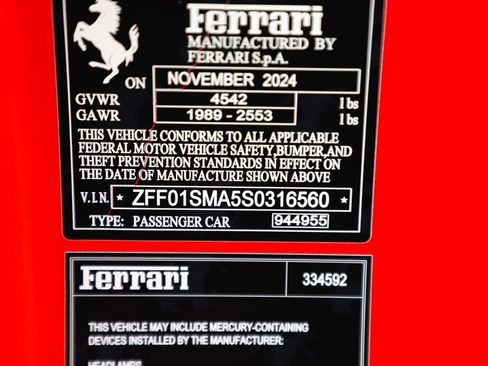 Ferrari
MANUFACTURED BY
FERRARI S.p.A.
ON NOVEMBER 2024
GVWR 4542 lbs
GAWR 1989 - 2553 lbs
THIS VEHICLE CONFORMS TO ALL APPLICABLE
FEDERAL MOTOR VEHICLE SAFETY,BUMPER,AND
THEFT PREVENTION STANDARDS IN EFFECT ON
THE DATE OF MANUFACTURE SHOWN ABOVE
V.I.N. * ZFF01SMA5S0316560 *
TYPE: PASSENGER CAR 944955
Ferrari 334592
THIS VEHICLE MAY INCLUDE MERCURY-CONTAINING
DEVICES INSTALLED BY THE MANUFACTURER: